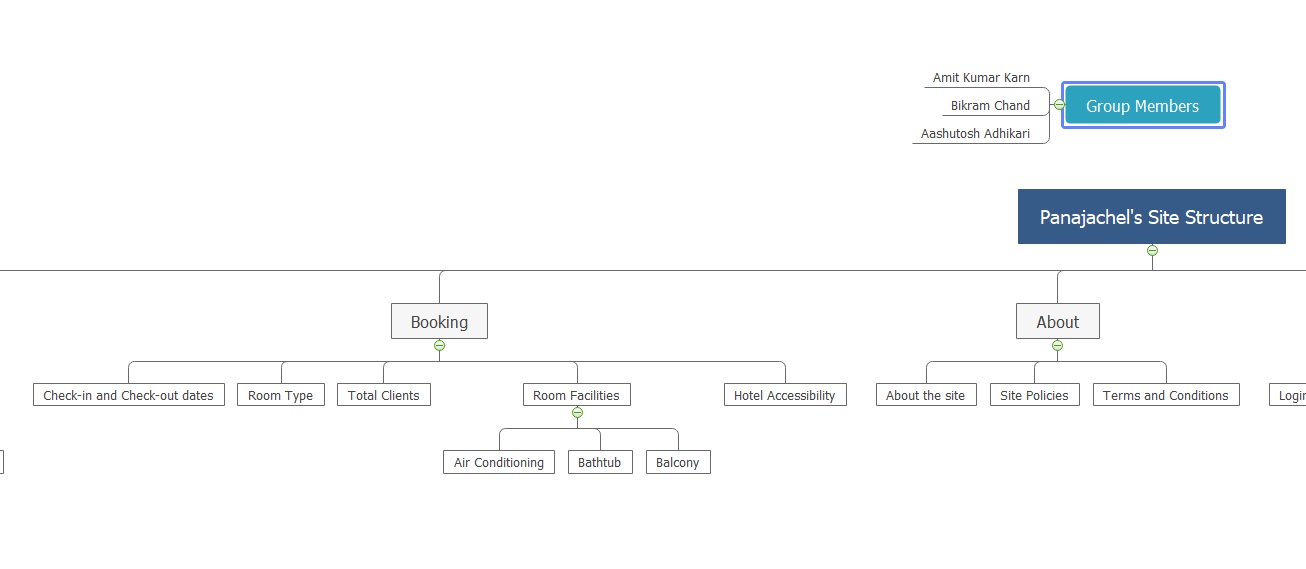 Amit Kumar Karn
Group Members
Bikram Chand
Aashutosh Adhikari
Panajachel's Site Structure
Booking
About
Check-in and Check-out dates
Room Type
Total Clients
Room Facilities
Hotel Accessibility
About the site
Site Policies
Terms and Conditions
Air Conditioning
Bathtub
Balcony